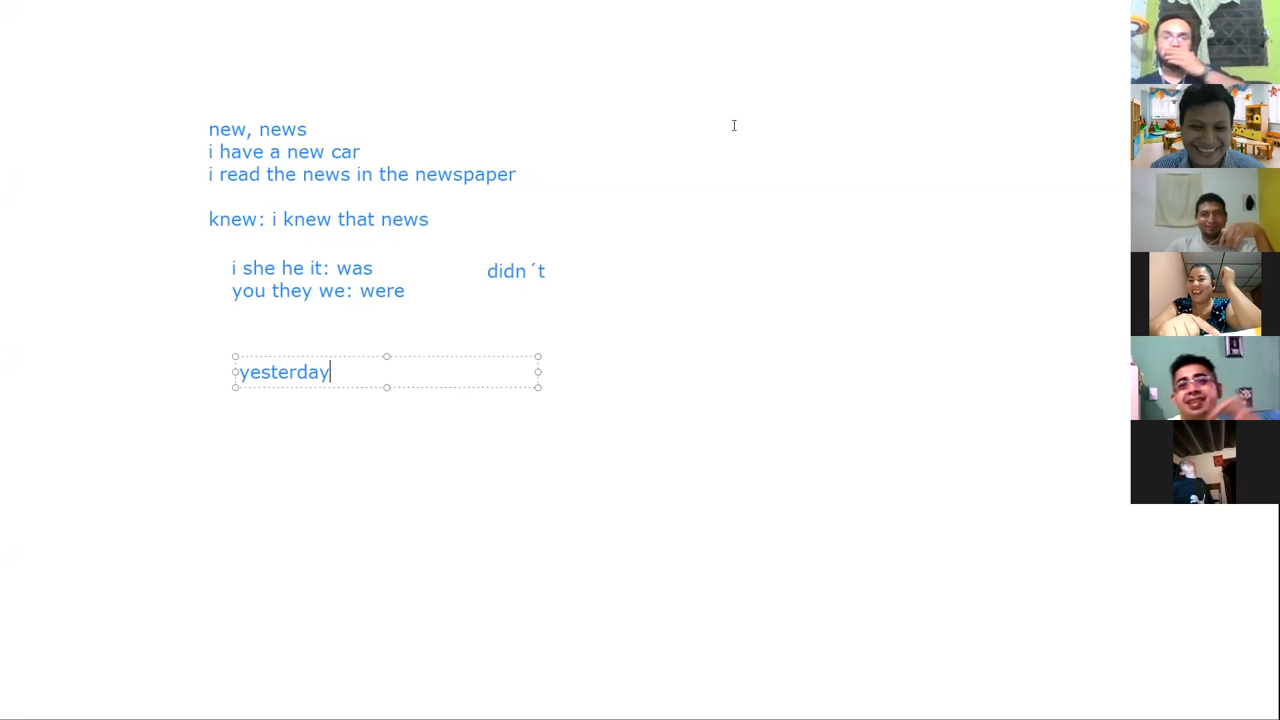 new, news
i have a new car
i read the news in the newspaper
knew: i knew that news
i she he it: was
you they we: were
didn´t
yesterday